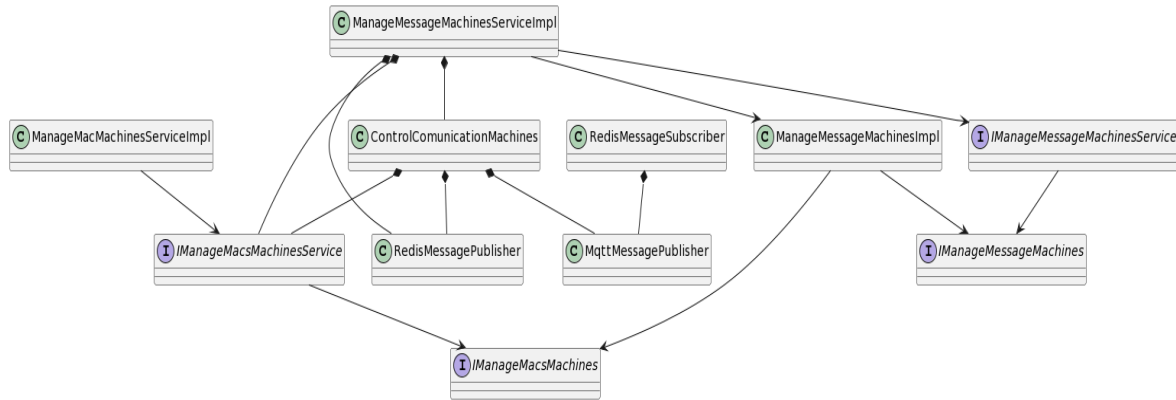 C ManageMessageMachinesServiceImpl
C ManageMacMachinesServiceImpl
C ControlComunicationMachines
C RedisMessageSubscriber
C ManageMessageMachinesImpl
I IManageMessageMachinesService
I IManageMacsMachinesService
C RedisMessagePublisher
C MqttMessagePublisher
I IManageMessageMachines
I IManageMacsMachines